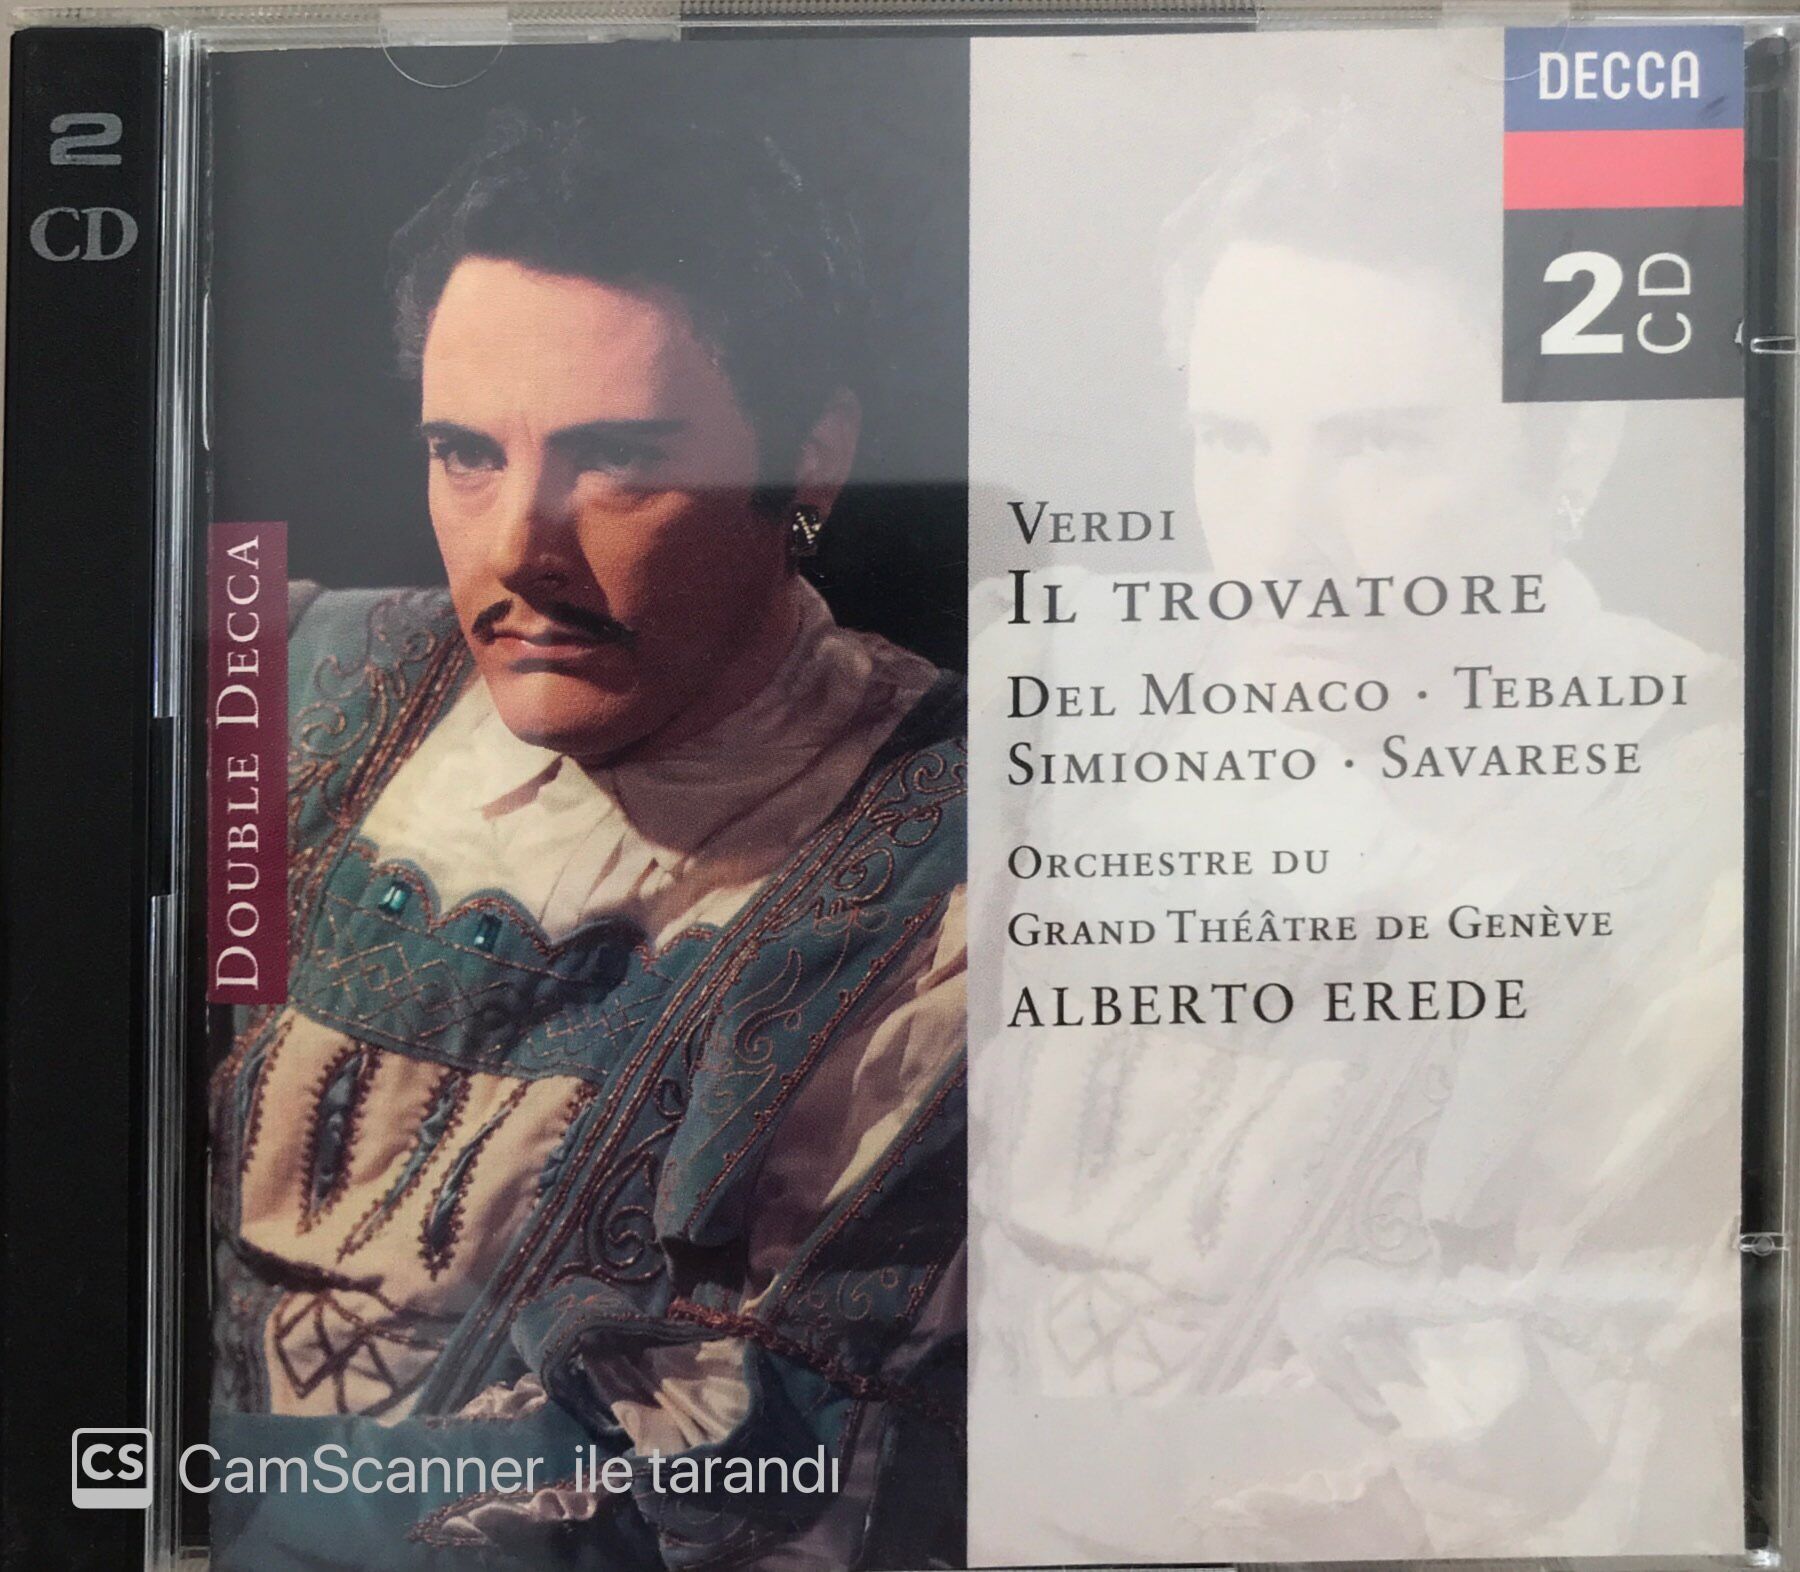 2
CD
DOUBLE DECCA
DECCA
2 CD
VERDI
IL TROVATORE
DEL MONACO · TEBALDI
SIMIONATO · SAVARESE
ORCHESTRE DU
GRAND THÉÂTRE DE GENÈVE
ALBERTO EREDE
CS CamScanner ile tarandı